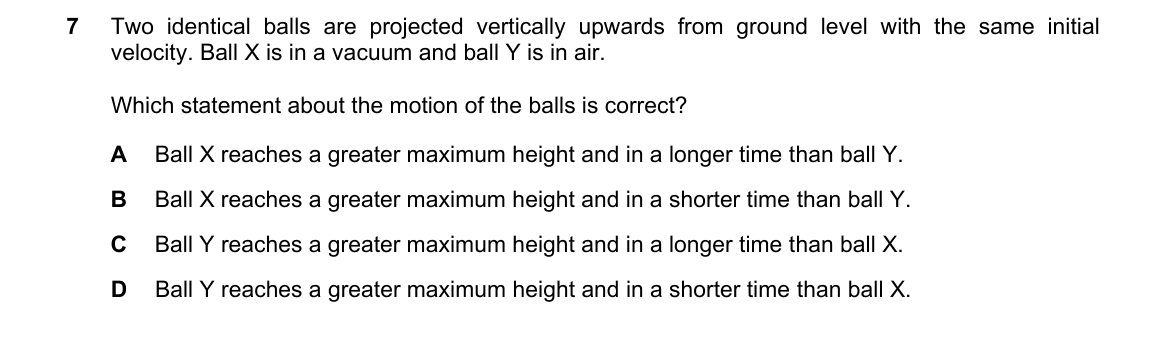 7 Two identical balls are projected vertically upwards from ground level with the same initial
velocity. Ball X is in a vacuum and ball Y is in air.
Which statement about the motion of the balls is correct?
A Ball X reaches a greater maximum height and in a longer time than ball Y.
B Ball X reaches a greater maximum height and in a shorter time than ball Y.
C Ball Y reaches a greater maximum height and in a longer time than ball X.
D Ball Y reaches a greater maximum height and in a shorter time than ball X.